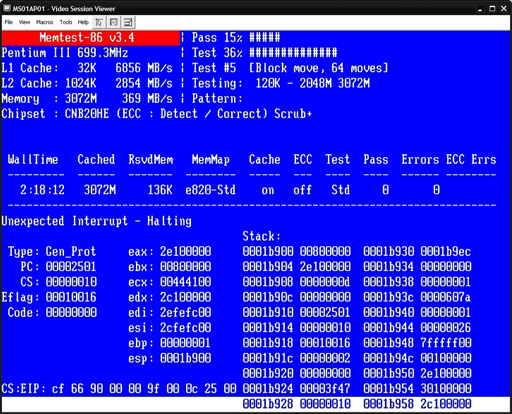 MS01AP01 - Video Session Viewer
File View Macros Tools Help
Memtest-86 v3.4 | Pass 15% #####
Pentium III 699.3MHz | Test 36% ##############
L1 Cache: 32K 6856 MB/s | Test #5 [Block move, 64 moves]
L2 Cache: 1024K 2854 MB/s | Testing: 120K - 2048M 3072M
Memory : 3072M 369 MB/s | Pattern:
Chipset : CNB20HE (ECC : Detect / Correct) Scrub+
WallTime Cached RsvdMem MemMap Cache ECC Test Pass Errors ECC Errs
-------- ------ ------- -------- ----- --- ---- ---- ------ --------
2:18:12 3072M 136K e820-Std on off Std 0 0
Unexpected Interrupt - Halting
Stack:
Type: Gen_Prot eax: 2e100000 0001b900 00800000 0001b930 0001b9ec
PC: 00002501 ebx: 00800000 0001b904 2e100000 0001b934 00000000
CS: 00000010 ecx: 00444100 0001b908 0000000d 0001b938 00000001
Eflag: 00010016 edx: 2c100000 0001b90c 00000000 0001b93c 0000607a
Code: 00000000 edi: 2efefc00 0001b910 00002501 0001b940 00000001
esi: 2cfefc00 0001b914 00000010 0001b944 00000026
ebp: 00000001 0001b918 00010016 0001b948 7fffff00
esp: 0001b900 0001b91c 00000002 0001b94c 00100000
0001b920 00000000 0001b950 2e100000
CS:EIP: cf 66 90 00 00 9f 00 0c 25 00 0001b924 00003f47 0001b954 30100000
0001b928 00000010 0001b958 2c100000